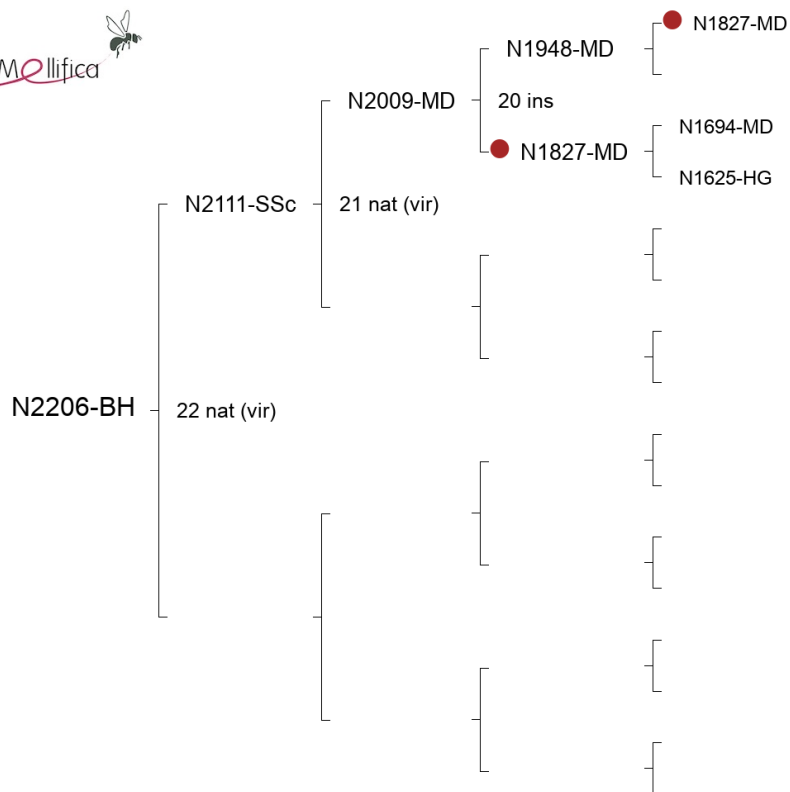 Mellifica
N1827-MD
N1948-MD
N2009-MD
20 ins
N1694-MD
N1827-MD
N1625-HG
N2111-SSc
21 nat (vir)
N2206-BH
22 nat (vir)